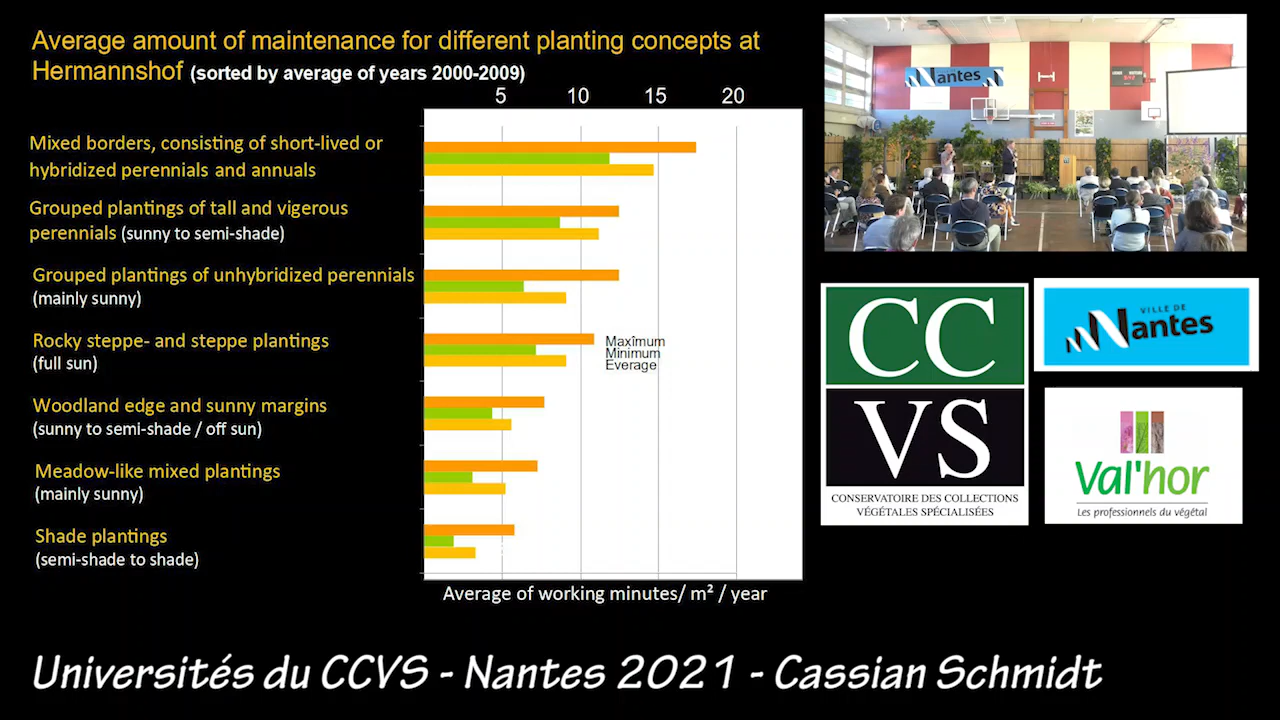 Average amount of maintenance for different planting concepts at
Hermannshof (sorted by average of years 2000-2009)
5 10 15 20
Mixed borders, consisting of short-lived or
hybridized perennials and annuals
Grouped plantings of tall and vigerous
perennials (sunny to semi-shade)
Grouped plantings of unhybridized perennials
(mainly sunny)
Rocky steppe- and steppe plantings
(full sun)
Maximum
Minimum
Everage
Woodland edge and sunny margins
(sunny to semi-shade / off sun)
Meadow-like mixed plantings
(mainly sunny)
Shade plantings
(semi-shade to shade)
Average of working minutes/ m² / year
Nantes
CC
VS
CONSERVATOIRE DES COLLECTIONS
VÉGÉTALES SPÉCIALISÉES
VILLE DE
Nantes
Val'hor
Les professionnels du végétal
Universités du CCVS - Nantes 2021 - Cassian Schmidt